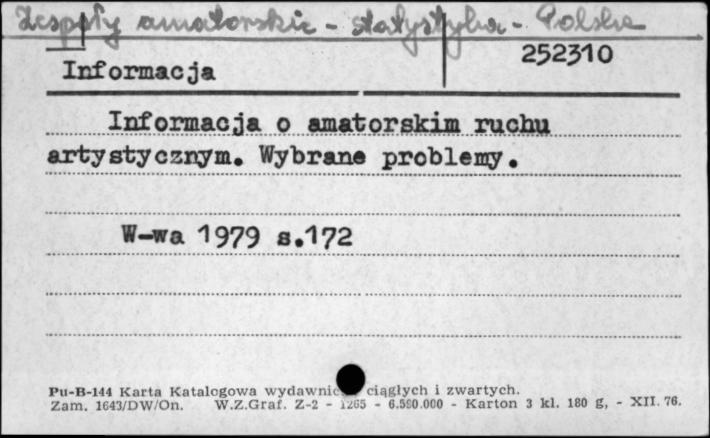 Zespoły amatorskie - statystyka - Polska
252310
Informacja
Informacja o amatorskim ruchu
artystycznym. Wybrane problemy.
W-wa 1979 s.172
Pu-B-144 Karta Katalogowa wydawnic ciągłych i zwartych.
Zam. 1643/DW/On. W.Z.Graf. Z-2 - 1265 - 6.590.000 - Karton 3 kl. 180 g, - XII. 76.